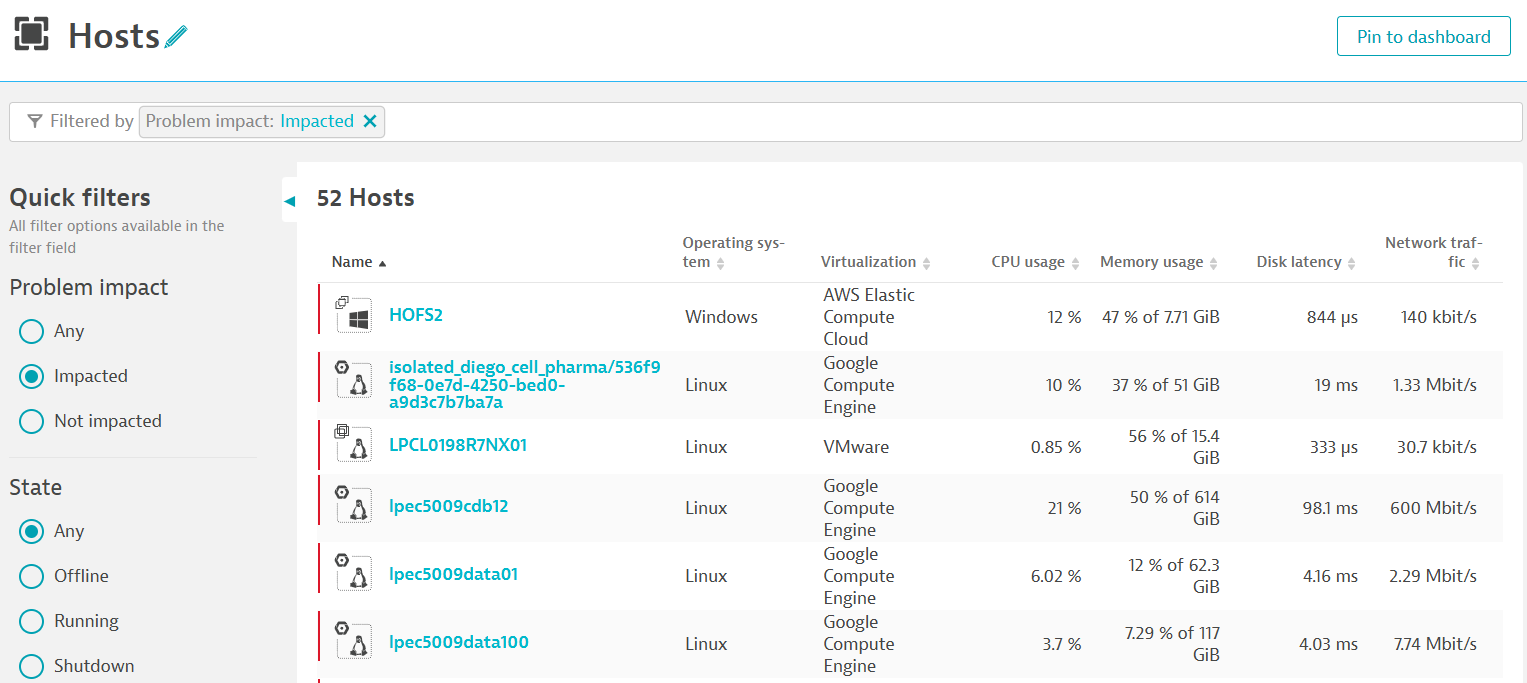 Hosts
Pin to dashboard
Filtered by Problem impact: Impacted
Quick filters
All filter options available in the
filter field
Problem impact
Any
Impacted
Not impacted
State
Any
Offline
Running
Shutdown
52 Hosts
Name
Operating sys-
tem
Virtualization
CPU usage
Memory usage
Disk latency
Network traf-
fic
HOFS2
Windows
AWS Elastic
Compute
Cloud
12 %
47 % of 7.71 GiB
844 µs
140 kbit/s
isolated_diego_cell_pharma/536f9
f68-0e7d-4250-bed0-
a9d3c7b7ba7a
Linux
Google
Compute
Engine
10 %
37 % of 51 GiB
19 ms
1.33 Mbit/s
LPCL0198R7NX01
Linux
VMware
0.85 %
56 % of 15.4
GiB
333 µs
30.7 kbit/s
lpec5009cdb12
Linux
Google
Compute
Engine
21 %
50 % of 614
GiB
98.1 ms
600 Mbit/s
lpec5009data01
Linux
Google
Compute
Engine
6.02 %
12 % of 62.3
GiB
4.16 ms
2.29 Mbit/s
lpec5009data100
Linux
Google
Compute
Engine
3.7 %
7.29 % of 117
GiB
4.03 ms
7.74 Mbit/s